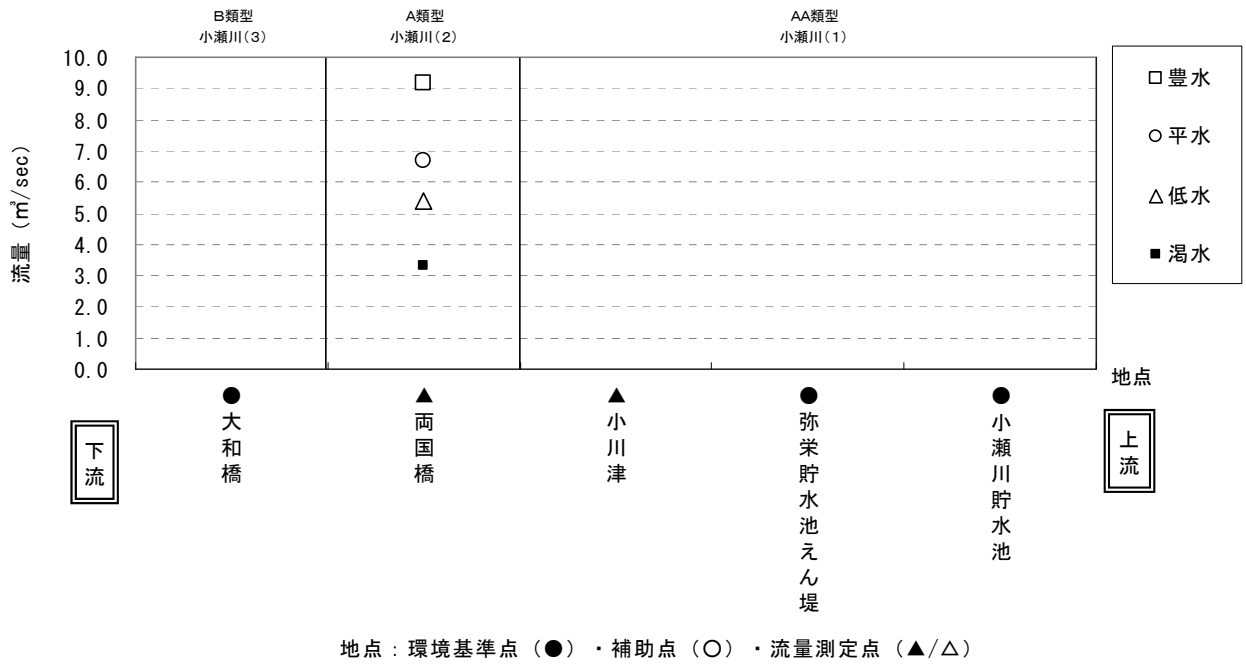 B類型
小瀬川(3)
A類型
小瀬川(2)
AA類型
小瀬川(1)
流量 (㎥/sec)
10.0
9.0
8.0
7.0
6.0
5.0
4.0
3.0
2.0
1.0
0.0
□ 豊水
○ 平水
△ 低水
■ 渇水
地点
下流
●大和橋
▲両国橋
▲小川津
●弥栄貯水池えん堤
●小瀬川貯水池
上流
地点：環境基準点（●）・補助点（○）・流量測定点（▲/△）